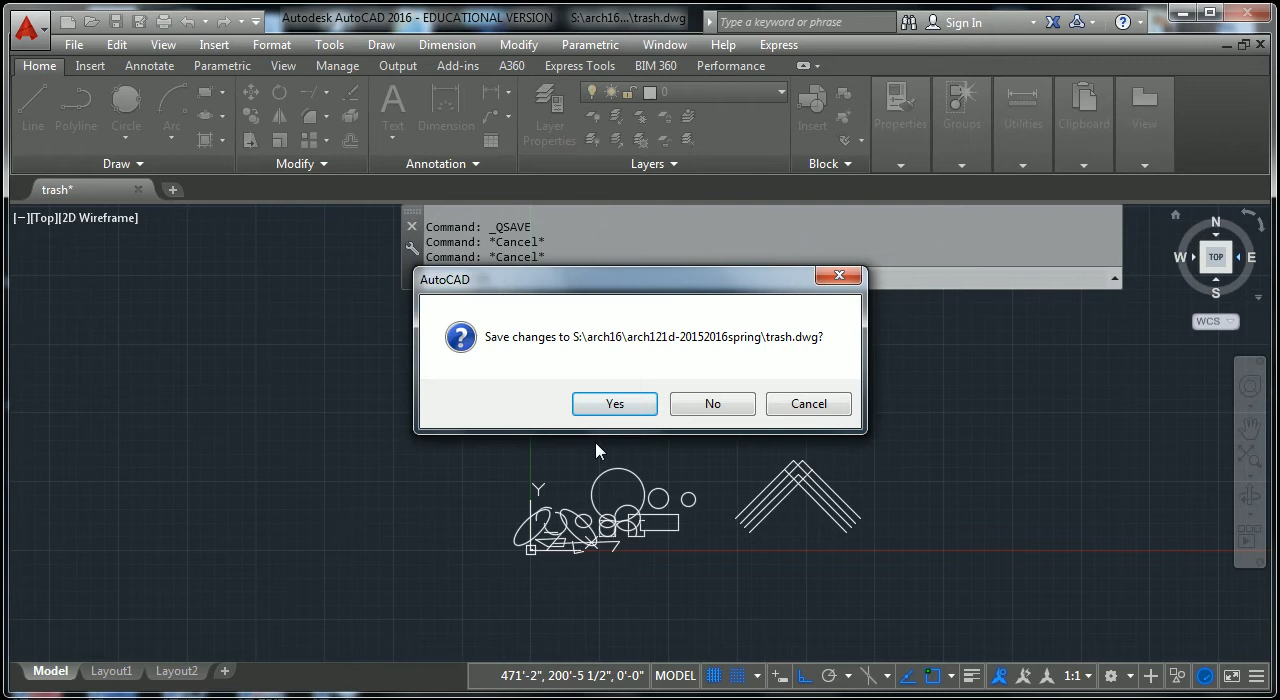 Autodesk AutoCAD 2016 - EDUCATIONAL VERSION S:\arch16...\trash.dwg
Type a keyword or phrase
Sign In
File Edit View Insert Format Tools Draw Dimension Modify Parametric Window Help Express
Home Insert Annotate Parametric View Manage Output Add-ins A360 Express Tools BIM 360 Performance
0
Line Polyline Circle Arc Text Dimension Layer Properties Insert Properties Groups Utilities Clipboard View
Draw Modify Annotation Layers Block
trash*
[−][Top][2D Wireframe]
Command: _QSAVE
Command: *Cancel*
Command: *Cancel*
N
W TOP E
S
WCS
AutoCAD
Save changes to S:\arch16\arch121d-20152016spring\trash.dwg?
Yes No Cancel
Y
X
Model Layout1 Layout2 +
471'-2", 200'-5 1/2", 0'-0" MODEL 1:1